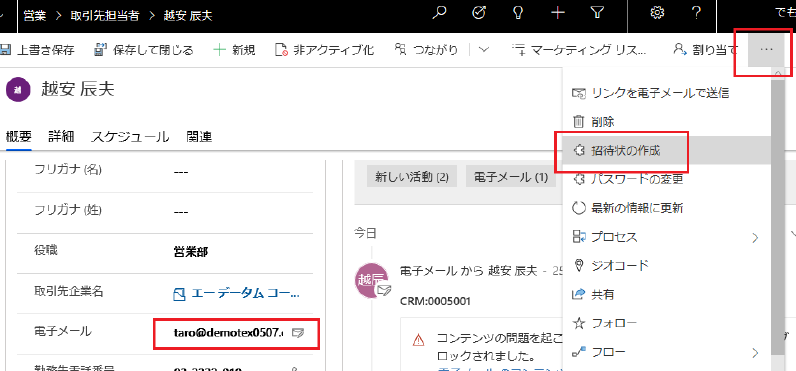 営業 > 取引先担当者 > 越安 辰夫
でも
上書き保存 保存して閉じる + 新規 非アクティブ化 つながり マーケティング リス... 割り当て ...
越 越安 辰夫
概要 詳細 スケジュール 関連
フリガナ (名) ---
フリガナ (姓) ---
役職 営業部
取引先企業名 エー データム コー...
電子メール taro@demotex0507.
勤務先電話番号
新しい活動 (2) 電子メール (1)
今日
越辰 電子メール から 越安 辰夫 - 25
CRM:0005001
コンテンツの問題を起こ
ロックされました。
リンクを電子メールで送信
削除
招待状の作成
パスワードの変更
最新の情報に更新
プロセス >
ジオコード
共有
フォロー
フロー >